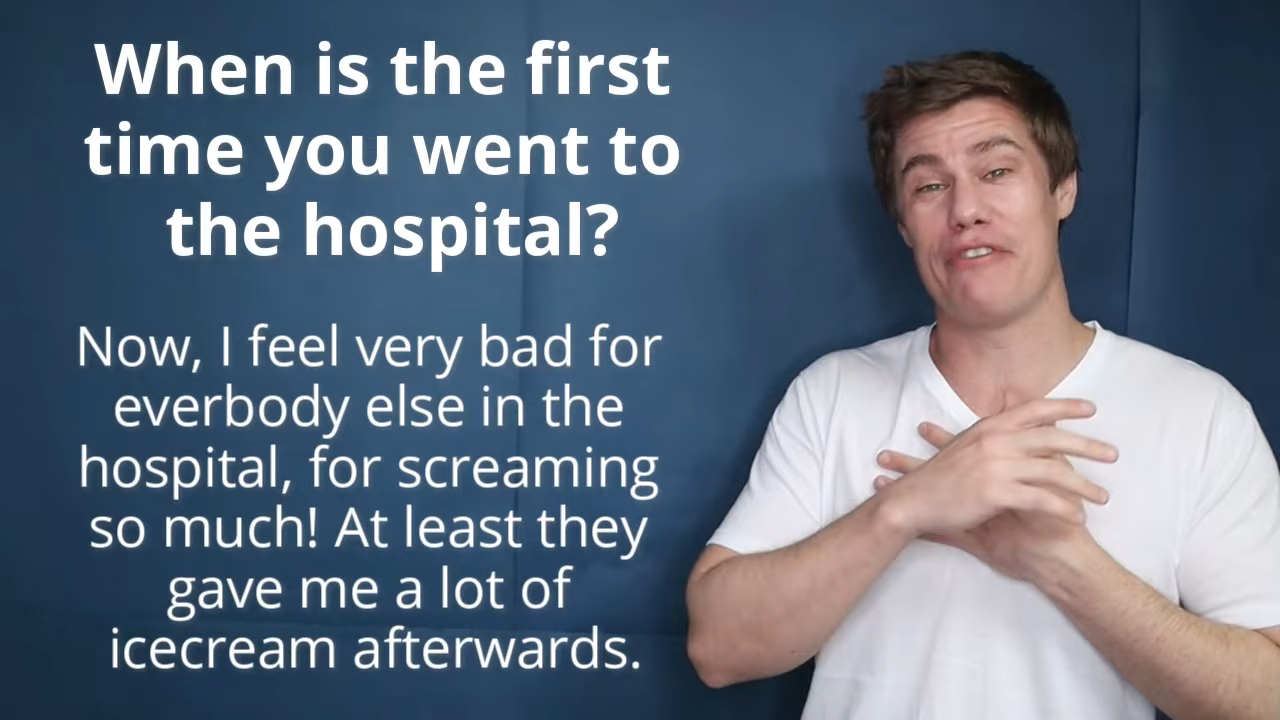 When is the first
time you went to
the hospital?
Now, I feel very bad for
everbody else in the
hospital, for screaming
so much! At least they
gave me a lot of
icecream afterwards.